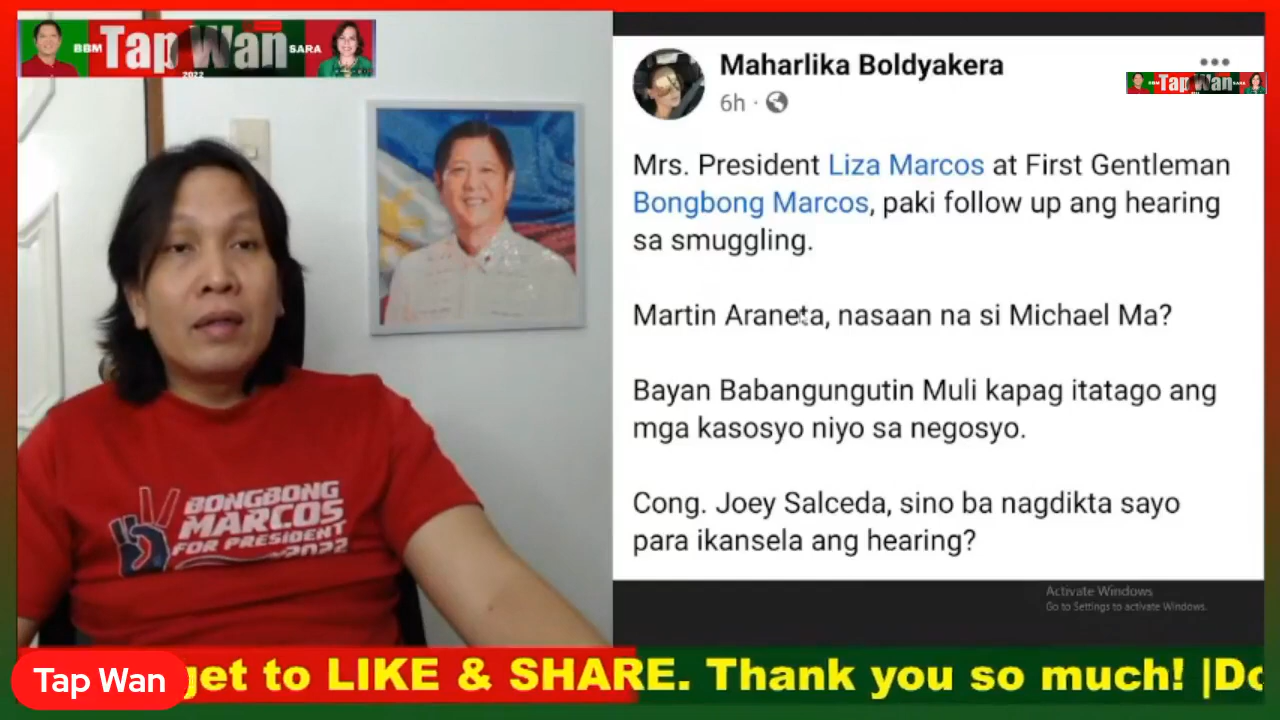 BBM Tap Wan SARA
2022
BONGBONG
MARCOS
FOR PRESIDENT
2022
Maharlika Boldyakera
6h ·
Tap Wan
Mrs. President Liza Marcos at First Gentleman
Bongbong Marcos, paki follow up ang hearing
sa smuggling.
Martin Araneta, nasaan na si Michael Ma?
Bayan Babangungutin Muli kapag itatago ang
mga kasosyo niyo sa negosyo.
Cong. Joey Salceda, sino ba nagdikta sayo
para ikansela ang hearing?
Activate Windows
Go to Settings to activate Windows.
Tap Wan
get to LIKE & SHARE. Thank you so much! |Do